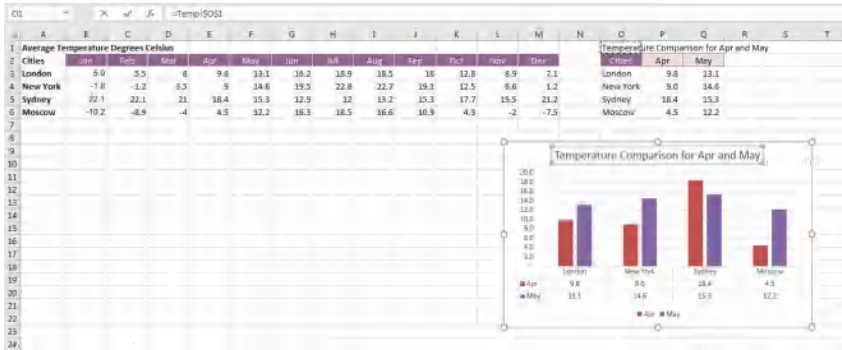 O1 =Temp!$O$1
A B C D E F G H I J K L M N O P Q R S T
1 Average Temperature Degrees Celsius Temperature Comparison for Apr and May
2 Cities Jan Feb Mar Apr May Jun Jul Aug Sep Oct Nov Dec Cities Apr May
3 London 5.5 8 9.8 13.1 16.2 18.9 18.5 16 12.8 8.9 7.1 London 9.8 13.1
4 New York -1.8 -1.2 3.5 9 14.6 19.5 22.8 22.7 19.1 12.5 6.6 1.2 New York 9.0 14.6
5 Sydney 22.1 22.1 21 18.4 15.3 12.9 12 13.2 15.3 17.7 19.5 21.2 Sydney 18.4 15.3
6 Moscow -10.2 -8.9 -4 4.5 12.2 16.3 18.5 16.6 10.9 4.3 -2 -7.5 Moscow 4.5 12.2
7
8
9
10
11
12
13
14
15
16
17
18
19
20
21
22
23
24
Temperature Comparison for Apr and May
20.0
18.0
16.0
14.0
12.0
10.0
8.0
6.0
4.0
2.0
London New York Sydney Moscow
Apr 9.8 9.0 18.4 4.5
May 13.1 14.6 15.3 12.2
Apr May